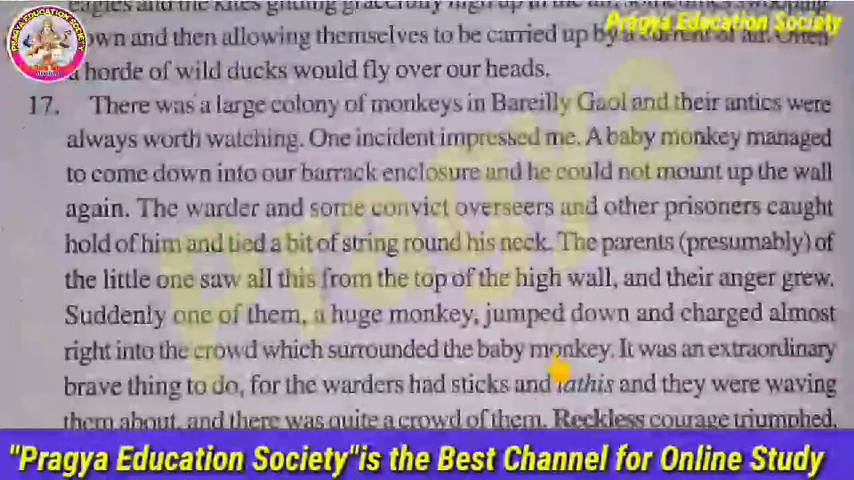 Pragya Education Society
own and then allowing themselves to be carried up by a current of air. Often
a horde of wild ducks would fly over our heads.
17. There was a large colony of monkeys in Bareilly Gaol and their antics were
always worth watching. One incident impressed me. A baby monkey managed
to come down into our barrack enclosure and he could not mount up the wall
again. The warder and some convict overseers and other prisoners caught
hold of him and tied a bit of string round his neck. The parents (presumably) of
the little one saw all this from the top of the high wall, and their anger grew.
Suddenly one of them, a huge monkey, jumped down and charged almost
right into the crowd which surrounded the baby monkey. It was an extraordinary
brave thing to do, for the warders had sticks and lathis and they were waving
them about, and there was quite a crowd of them. Reckless courage triumphed,
Pragya
"Pragya Education Society"is the Best Channel for Online Study